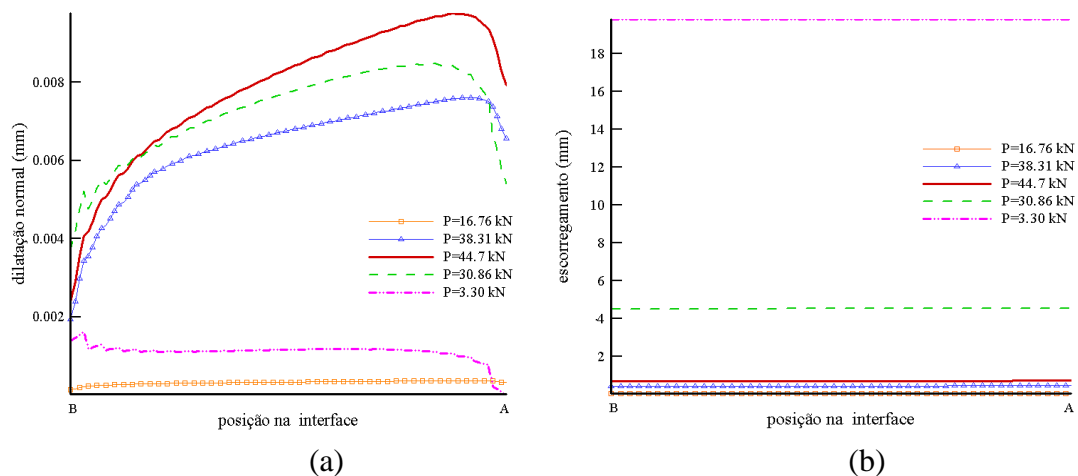 dilatação normal (mm)
0.008
0.006
0.004
0.002
P=16.76 kN
P=38.31 kN
P=44.7 kN
P=30.86 kN
P=3.30 kN
B
A
posição na interface
(a)
escorregamento (mm)
18
16
14
12
10
8
6
4
2
P=16.76 kN
P=38.31 kN
P=44.7 kN
P=30.86 kN
P=3.30 kN
B
A
posição na interface
(b)